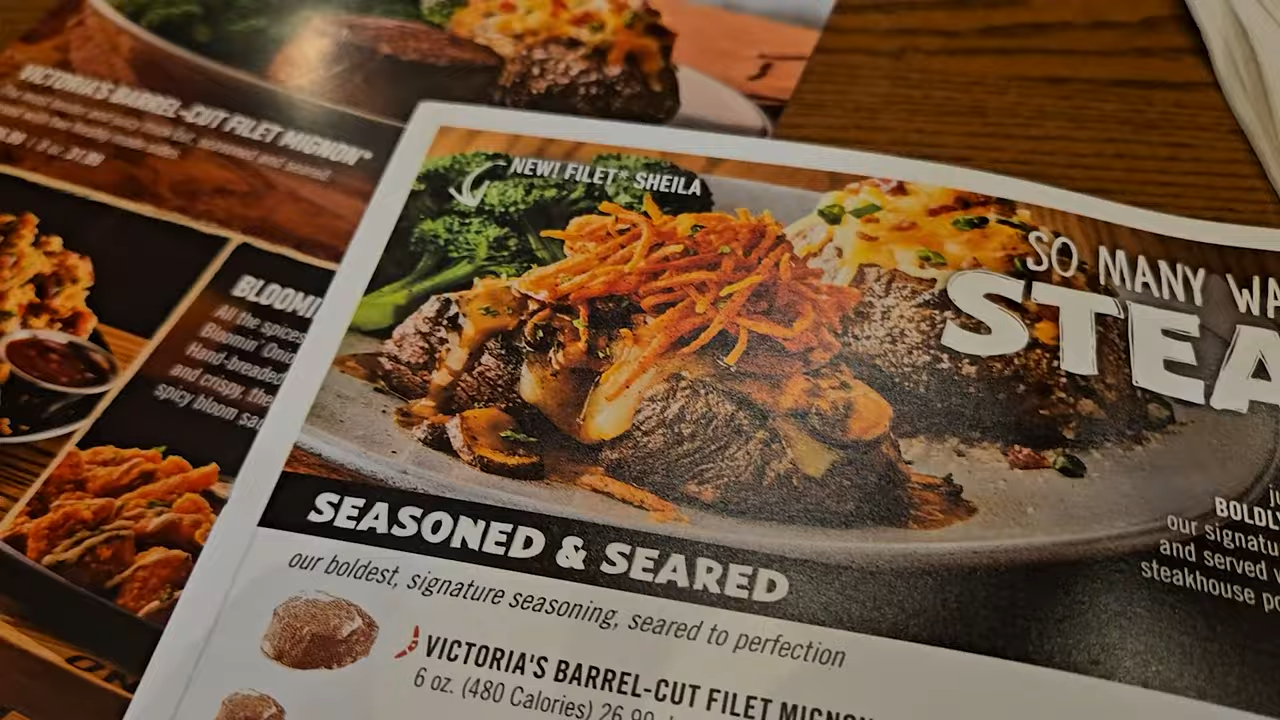 VICTORIA'S BARREL-CUT FILET MIGNON*
BLOOMI
All the spices
Bloomin' Onio
Hand-breaded
and crispy, the
spicy bloom sa
NEW! FILET* SHEILA
SO MANY WA
STEA
BOLDLY
our signatu
and served
steakhouse po
SEASONED & SEARED
our boldest, signature seasoning, seared to perfection
VICTORIA'S BARREL-CUT FILET MIGNON
6 oz. (480 Calories) 26.99